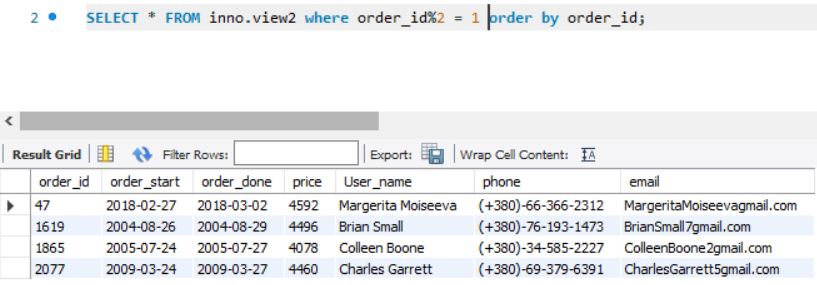 2 SELECT * FROM inno.view2 where order_id%2 = 1 order by order_id;
Result Grid Filter Rows: Export: Wrap Cell Content: IA
order_id order_start order_done price User_name phone email
47 2018-02-27 2018-03-02 4592 Margerita Moiseeva (+380)-66-366-2312 MargeritaMoiseevagmail.com
1619 2004-08-26 2004-08-29 4496 Brian Small (+380)-76-193-1473 BrianSmall7gmail.com
1865 2005-07-24 2005-07-27 4078 Colleen Boone (+380)-34-585-2227 ColleenBoone2gmail.com
2077 2009-03-24 2009-03-27 4460 Charles Garrett (+380)-69-379-6391 CharlesGarrett5gmail.com